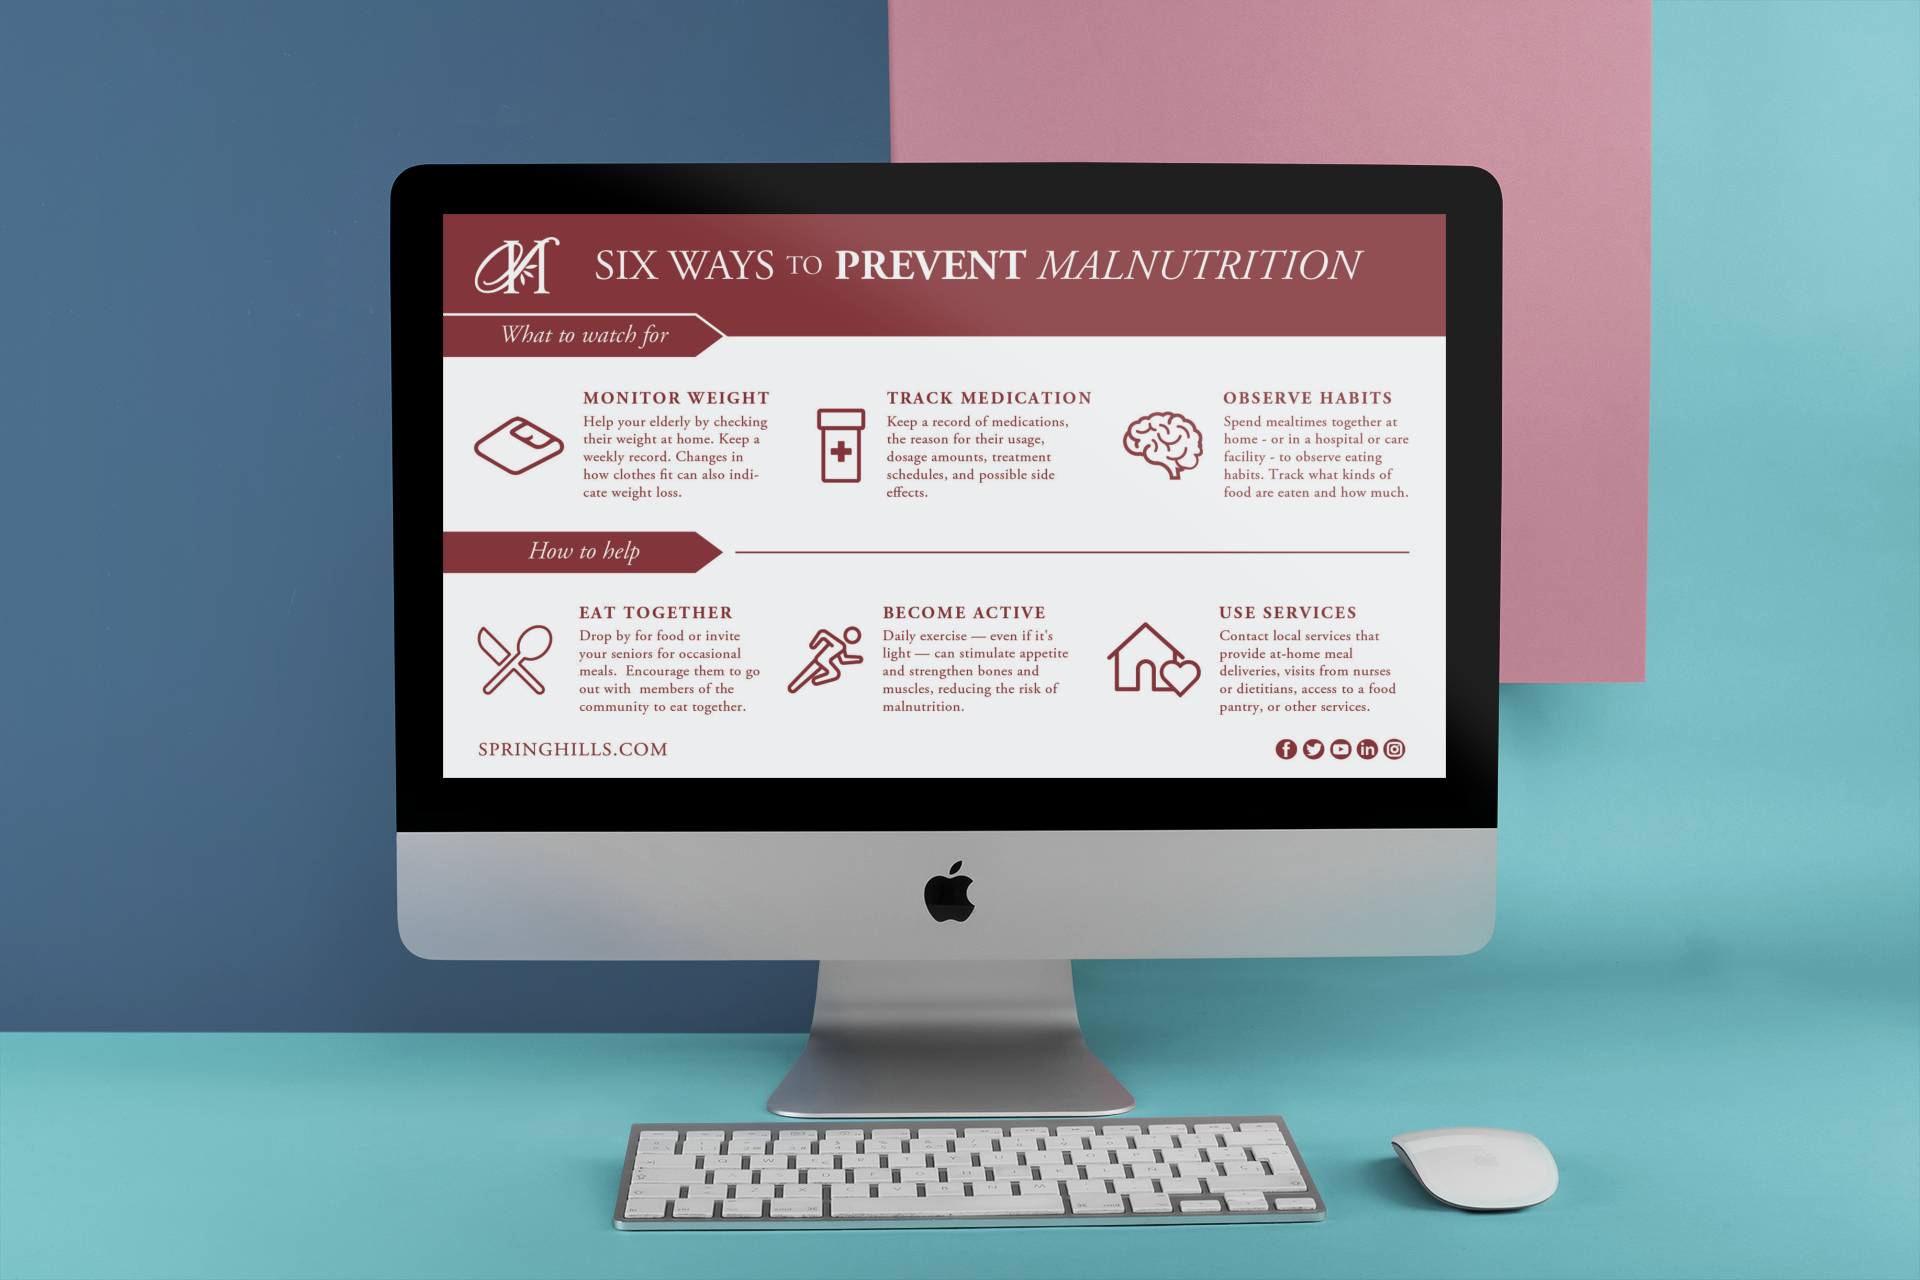 SIX WAYS TO PREVENT MALNUTRITION
What to watch for
MONITOR WEIGHT
Help your elderly by checking
their weight at home. Keep a
weekly record. Changes in
how clothes fit can also indi-
cate weight loss.
TRACK MEDICATION
Keep a record of medications,
the reason for their usage,
dosage amounts, treatment
schedules, and possible side
effects.
OBSERVE HABITS
Spend mealtimes together at
home - or in a hospital or care
facility - to observe eating
habits. Track what kinds of
food are eaten and how much.
How to help
EAT TOGETHER
Drop by for food or invite
your seniors for occasional
meals.  Encourage them to go
out with  members of the
community to eat together.
BECOME ACTIVE
Daily exercise — even if it's
light — can stimulate appetite
and strengthen bones and
muscles, reducing the risk of
malnutrition.
USE SERVICES
Contact local services that
provide at-home meal
deliveries, visits from nurses
or dietitians, access to a food
pantry, or other services.
SPRINGHILLS.COM